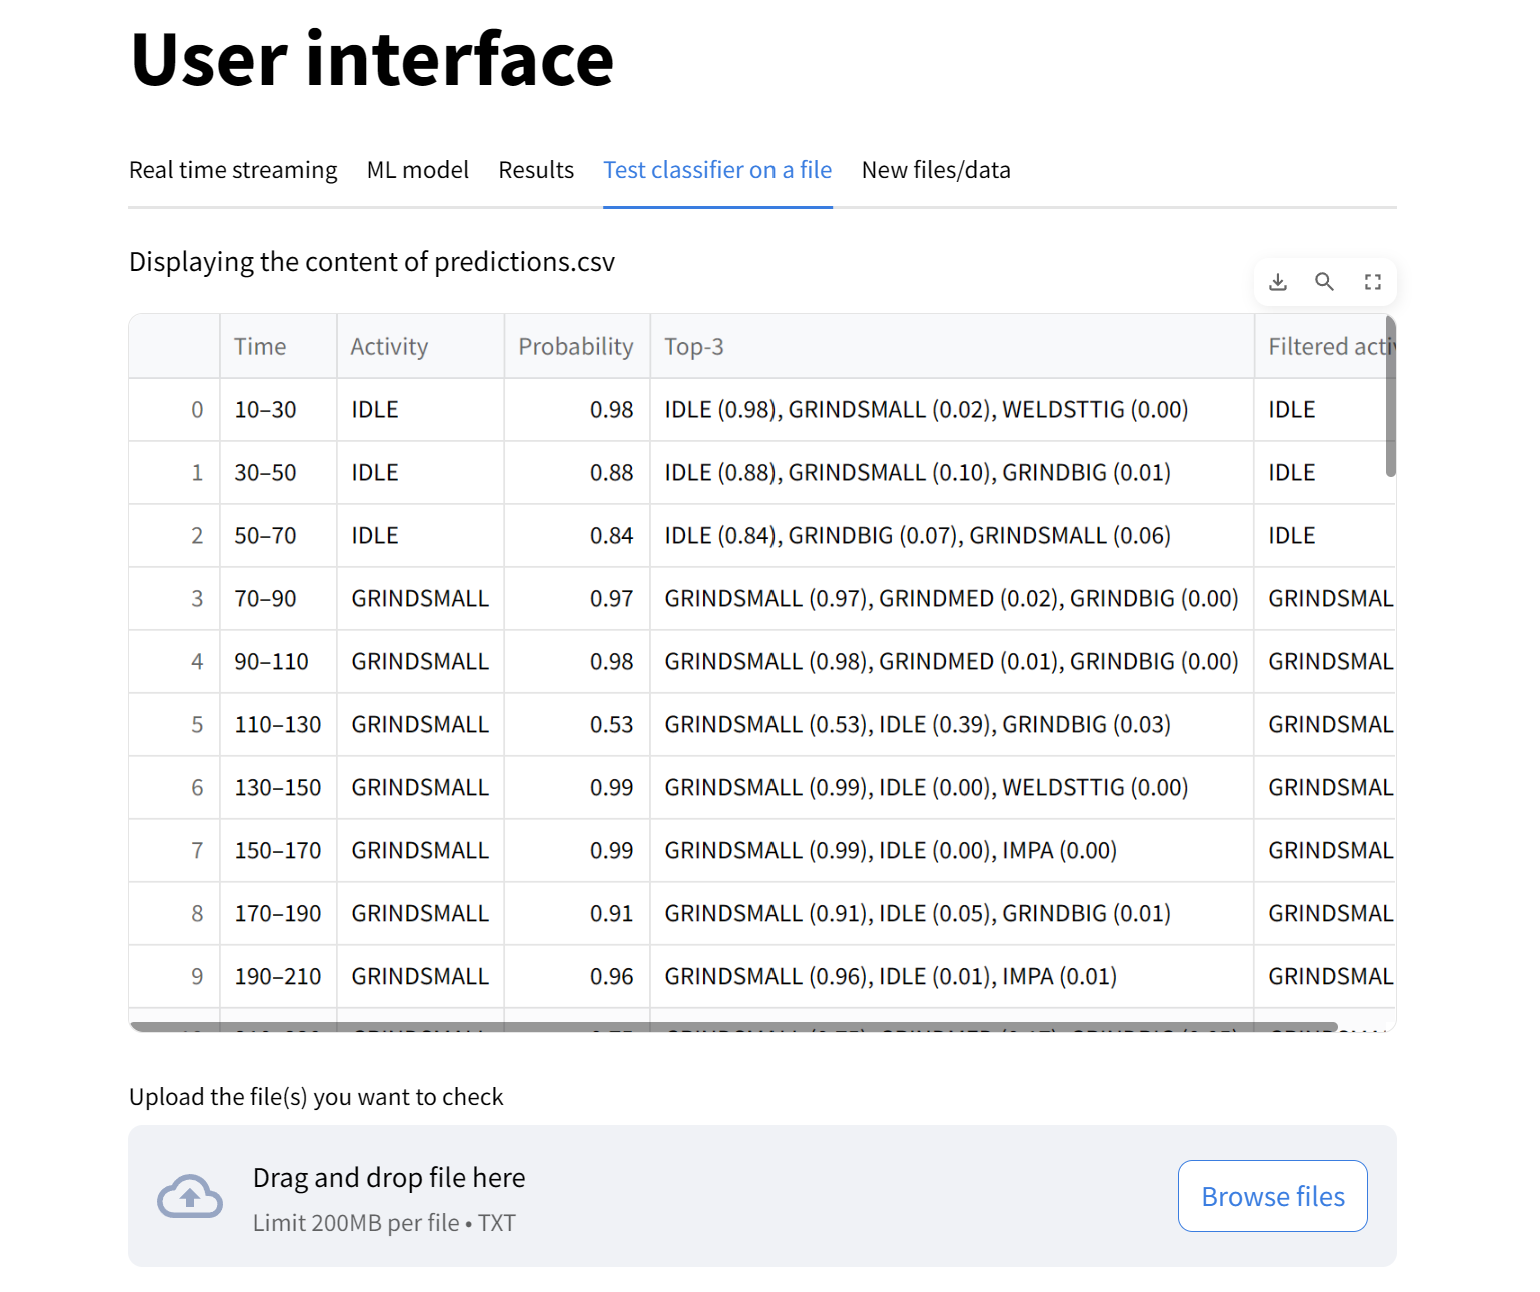 User interface
Real time streaming ML model Results Test classifier on a file New files/data
Displaying the content of predictions.csv
Time Activity Probability Top-3 Filtered acti
0 10–30 IDLE 0.98 IDLE (0.98), GRINDSMALL (0.02), WELDSTTIG (0.00) IDLE
1 30–50 IDLE 0.88 IDLE (0.88), GRINDSMALL (0.10), GRINDBIG (0.01) IDLE
2 50–70 IDLE 0.84 IDLE (0.84), GRINDBIG (0.07), GRINDSMALL (0.06) IDLE
3 70–90 GRINDSMALL 0.97 GRINDSMALL (0.97), GRINDMED (0.02), GRINDBIG (0.00) GRINDSMAL
4 90–110 GRINDSMALL 0.98 GRINDSMALL (0.98), GRINDMED (0.01), GRINDBIG (0.00) GRINDSMAL
5 110–130 GRINDSMALL 0.53 GRINDSMALL (0.53), IDLE (0.39), GRINDBIG (0.03) GRINDSMAL
6 130–150 GRINDSMALL 0.99 GRINDSMALL (0.99), IDLE (0.00), WELDSTTIG (0.00) GRINDSMAL
7 150–170 GRINDSMALL 0.99 GRINDSMALL (0.99), IDLE (0.00), IMPA (0.00) GRINDSMAL
8 170–190 GRINDSMALL 0.91 GRINDSMALL (0.91), IDLE (0.05), GRINDBIG (0.01) GRINDSMAL
9 190–210 GRINDSMALL 0.96 GRINDSMALL (0.96), IDLE (0.01), IMPA (0.01) GRINDSMAL
Upload the file(s) you want to check
Drag and drop file here
Limit 200MB per file • TXT
Browse files